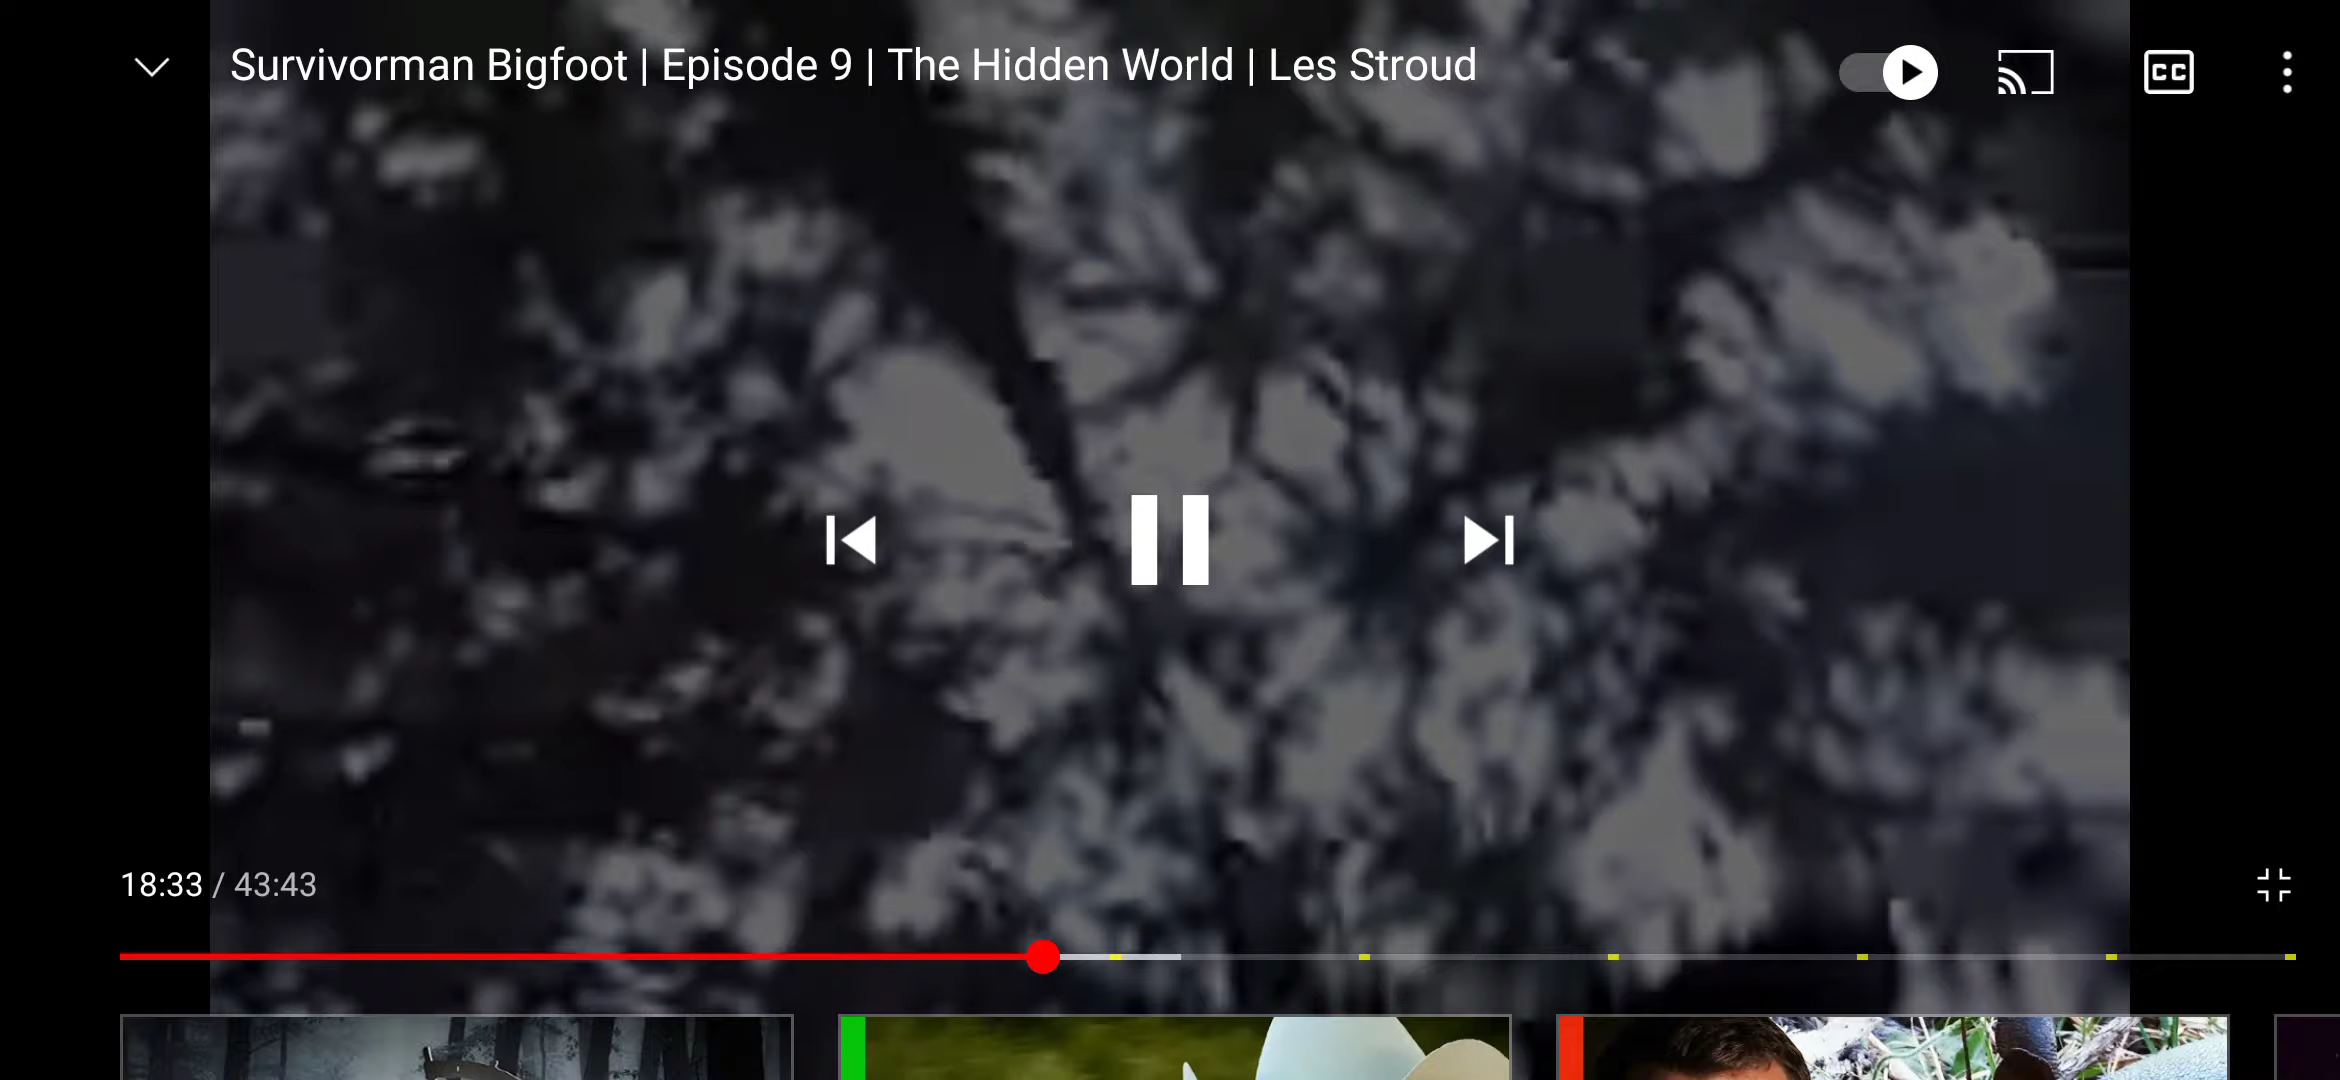 Survivorman Bigfoot | Episode 9 | The Hidden World | Les Stroud
CC
18:33 / 43:43